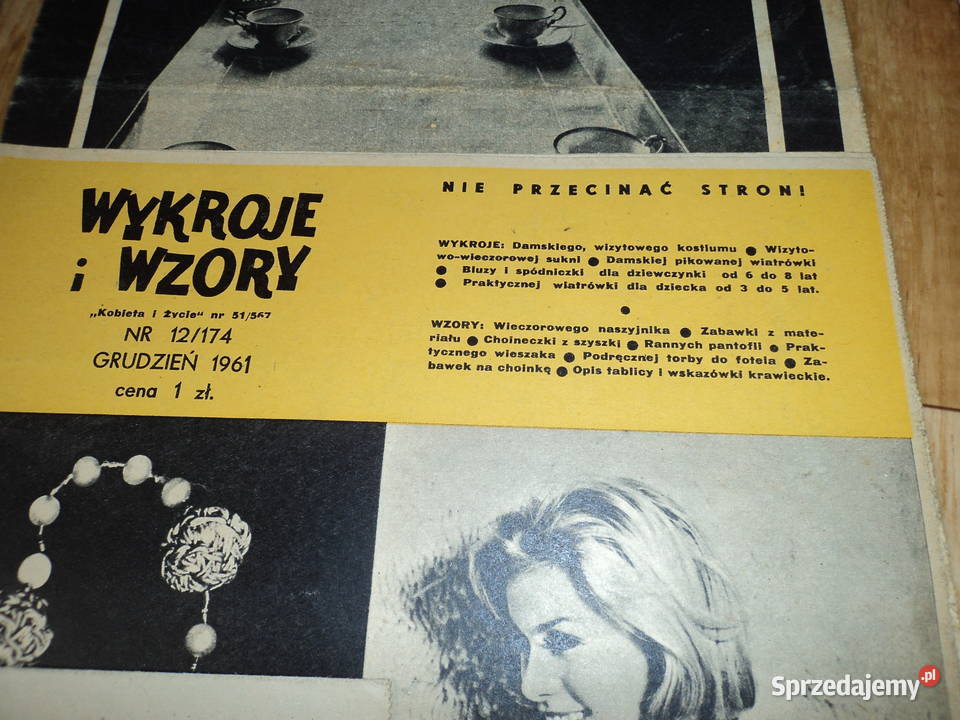 WYKROJE
i WZORY
„Kobieta i Życie" nr 51/567
NR 12/174
GRUDZIEŃ 1961
cena 1 zł.
NIE PRZECINAĆ STRON!
WYKROJE: Damskiego, wizytowego kostiumu ● Wizyto-
wo-wieczorowej sukni ● Damskiej pikowanej wiatrówki
● Bluzy i spódniczki dla dziewczynki od 6 do 8 lat
● Praktycznej wiatrówki dla dziecka od 3 do 5 lat.
●
WZORY: Wieczorowego naszyjnika ● Zabawki z mate-
riału ● Choineczki z szyszki ● Rannych pantofli ● Prak-
tycznego wieszaka ● Podręcznej torby do fotela ● Za-
bawek na choinkę ● Opis tablicy i wskazówki krawieckie.
Sprzedajemy.pl